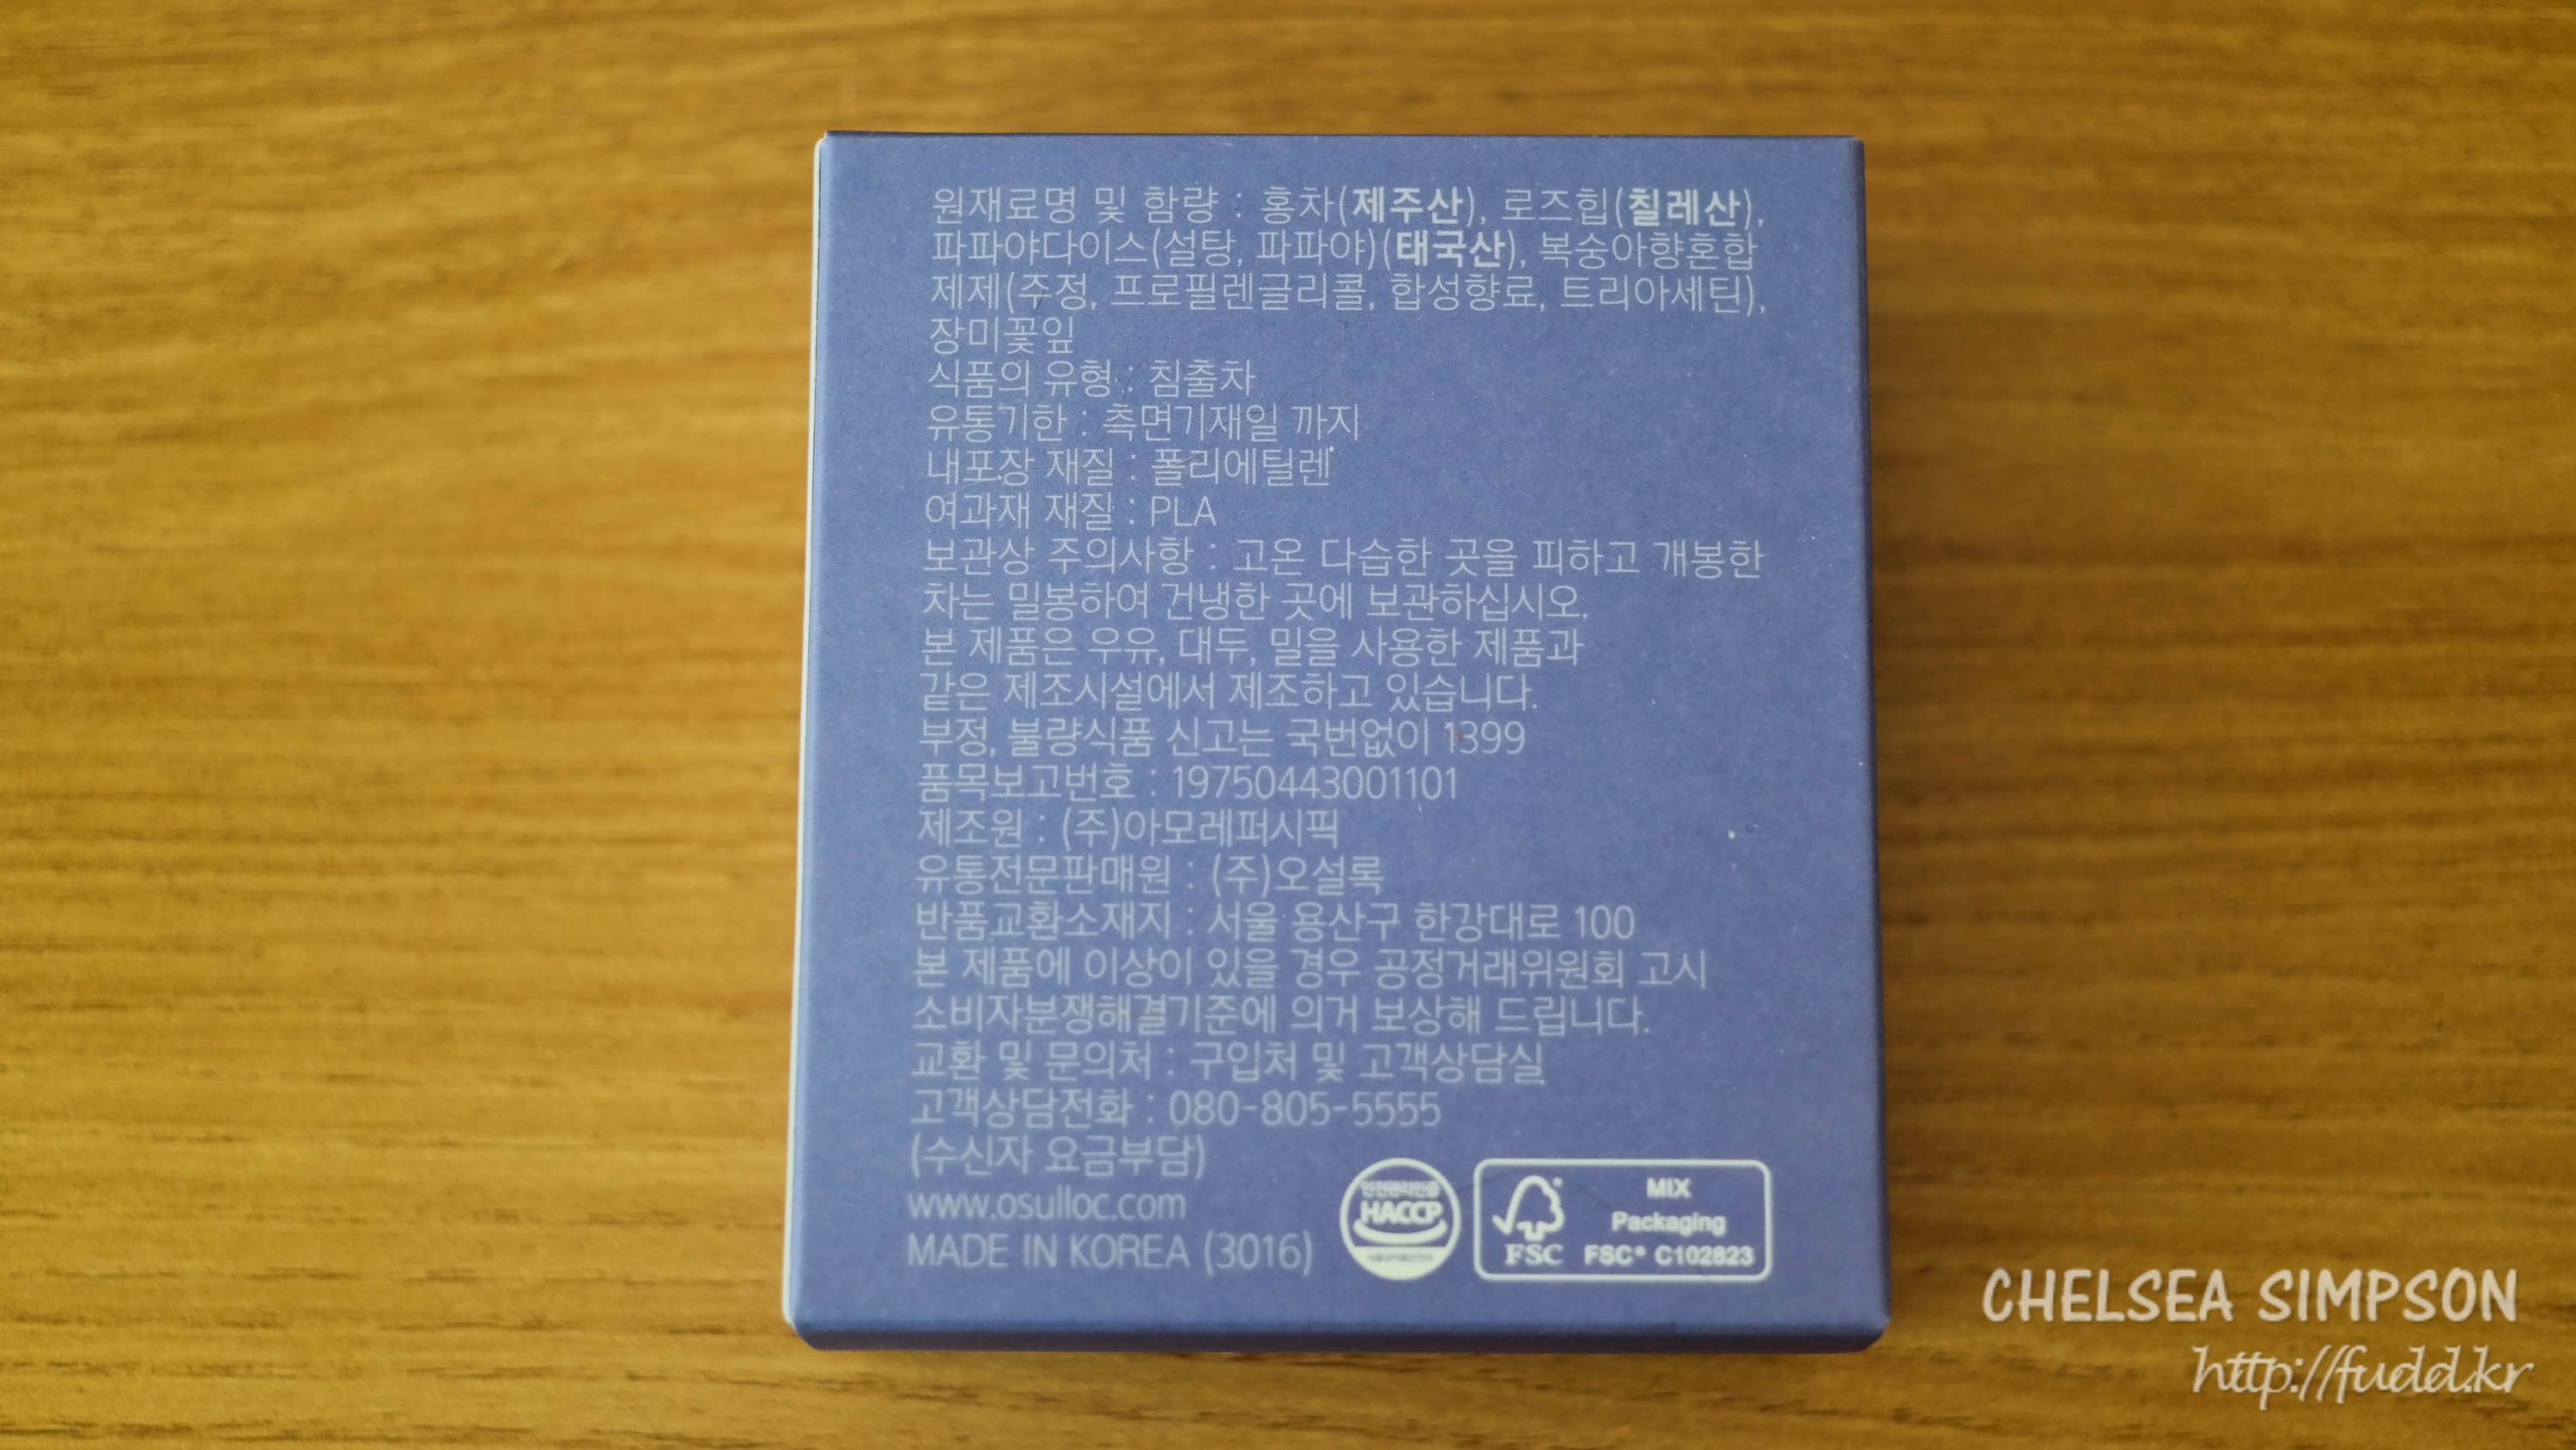 원재료명 및 함량 : 홍차(제주산), 로즈힙(칠레산),
파파야다이스(설탕, 파파야)(태국산), 복숭아향혼합
제제(주정, 프로필렌글리콜, 합성향료, 트리아세틴),
장미꽃잎
식품의 유형 : 침출차
유통기한 : 측면기재일 까지
내포장 재질 : 폴리에틸렌
여과재 재질 : PLA
보관상 주의사항 : 고온 다습한 곳을 피하고 개봉한
차는 밀봉하여 건냉한 곳에 보관하십시오.
본 제품은 우유, 대두, 밀을 사용한 제품과
같은 제조시설에서 제조하고 있습니다.
부정, 불량식품 신고는 국번없이 1399
품목보고번호 : 19750443001101
제조원 : (주)아모레퍼시픽
유통전문판매원 : (주)오설록
반품교환소재지 : 서울 용산구 한강대로 100
본 제품에 이상이 있을 경우 공정거래위원회 고시
소비자분쟁해결기준에 의거 보상해 드립니다.
교환 및 문의처 : 구입처 및 고객상담실
고객상담전화 : 080-805-5555
(수신자 요금부담)
www.osulloc.com
MADE IN KOREA (3016)
안전관리인증
HACCP
FSC
MIX
Packaging
FSC® C102823
CHELSEA SIMPSON
http://fudd.kr